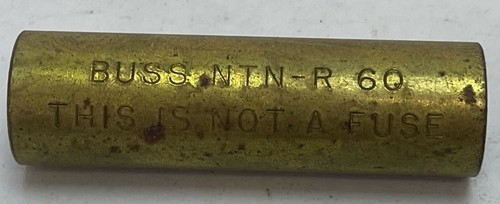 BUSS NTN-R 60
THIS IS NOT A FUSE